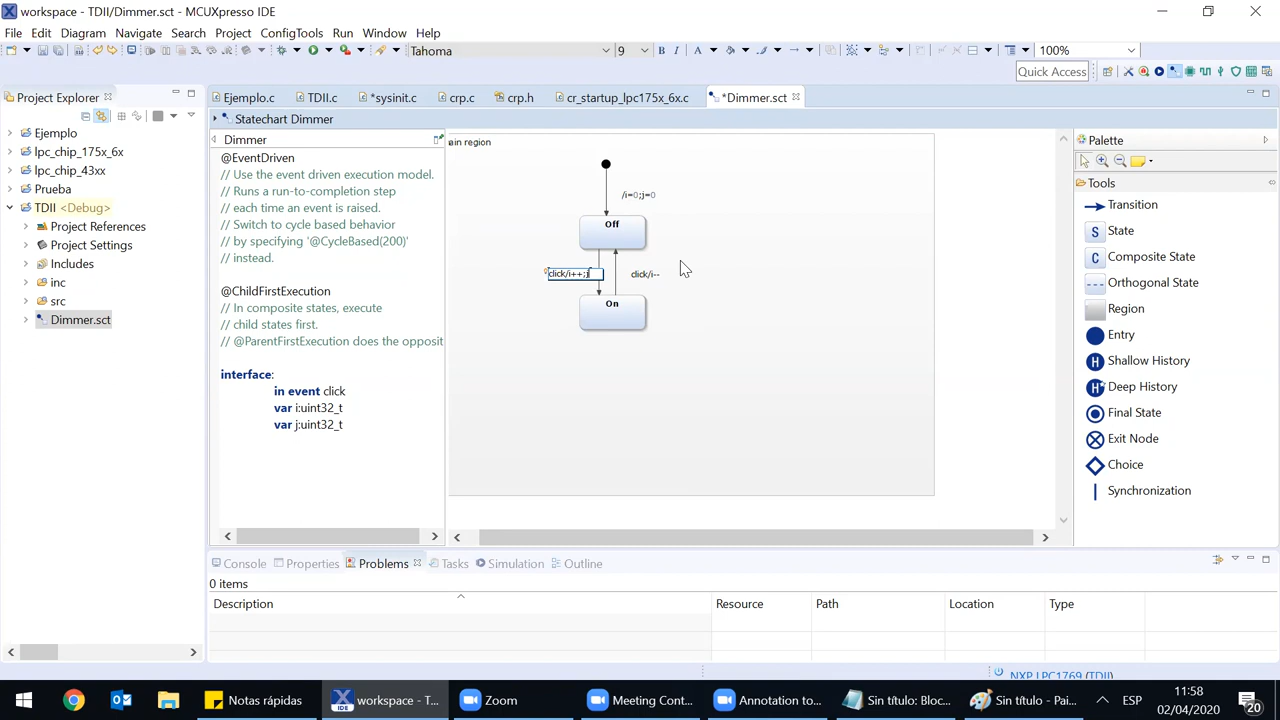 workspace - TDII/Dimmer.sct - MCUXpresso IDE
File Edit Diagram Navigate Search Project ConfigTools Run Window Help
Tahoma 9 B I A 100%
Quick Access
Project Explorer
Ejemplo.c TDII.c *sysinit.c crp.c crp.h cr_startup_lpc175x_6x.c *Dimmer.sct
Statechart Dimmer
Ejemplo
lpc_chip_175x_6x
lpc_chip_43xx
Prueba
TDII <Debug>
Project References
Project Settings
Includes
inc
src
Dimmer.sct
Dimmer
@EventDriven
// Use the event driven execution model.
// Runs a run-to-completion step
// each time an event is raised.
// Switch to cycle based behavior
// by specifying '@CycleBased(200)'
// instead.
@ChildFirstExecution
// In composite states, execute
// child states first.
// @ParentFirstExecution does the opposit
interface:
in event click
var i:uint32_t
var j:uint32_t
ain region
/i=0;j=0
Off
click/i++;j
click/i--
On
Palette
Tools
Transition
S State
C Composite State
Orthogonal State
Region
Entry
H Shallow History
H* Deep History
Final State
Exit Node
Choice
Synchronization
Console Properties Problems Tasks Simulation Outline
0 items
Description Resource Path Location Type
NXP LPC1769 (TDII)
Notas rápidas
IDE workspace - T...
Zoom
Meeting Cont...
Annotation to...
Sin título: Bloc...
Sin título - Pai...
ESP
11:58
02/04/2020
20